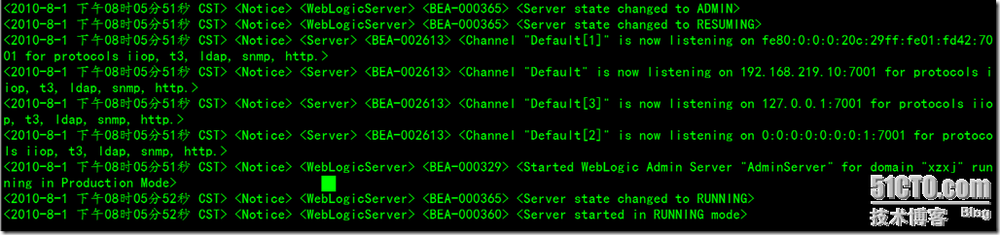 <2010-8-1 下午08时05分51秒 CST> <Notice> <WebLogicServer> <BEA-000365> <Server state changed to ADMIN>
<2010-8-1 下午08时05分51秒 CST> <Notice> <WebLogicServer> <BEA-000365> <Server state changed to RESUMING>
<2010-8-1 下午08时05分51秒 CST> <Notice> <Server> <BEA-002613> <Channel "Default[1]" is now listening on fe80:0:0:0:20c:29ff:fe01:fd42:70
01 for protocols iiop, t3, ldap, snmp, http.>
<2010-8-1 下午08时05分51秒 CST> <Notice> <Server> <BEA-002613> <Channel "Default" is now listening on 192.168.219.10:7001 for protocols i
iop, t3, ldap, snmp, http.>
<2010-8-1 下午08时05分51秒 CST> <Notice> <Server> <BEA-002613> <Channel "Default[3]" is now listening on 127.0.0.1:7001 for protocols iio
p, t3, ldap, snmp, http.>
<2010-8-1 下午08时05分51秒 CST> <Notice> <Server> <BEA-002613> <Channel "Default[2]" is now listening on 0:0:0:0:0:0:0:1:7001 for protoco
ls iiop, t3, ldap, snmp, http.>
<2010-8-1 下午08时05分51秒 CST> <Notice> <WebLogicServer> <BEA-000329> <Started WebLogic Admin Server "AdminServer" for domain "xzxj" run
ning in Production Mode>
<2010-8-1 下午08时05分52秒 CST> <Notice> <WebLogicServer> <BEA-000365> <Server state changed to RUNNING>
<2010-8-1 下午08时05分52秒 CST> <Notice> <WebLogicServer> <BEA-000360> <Server started in RUNNING mode>
51CTO.com
技术博客 Blog